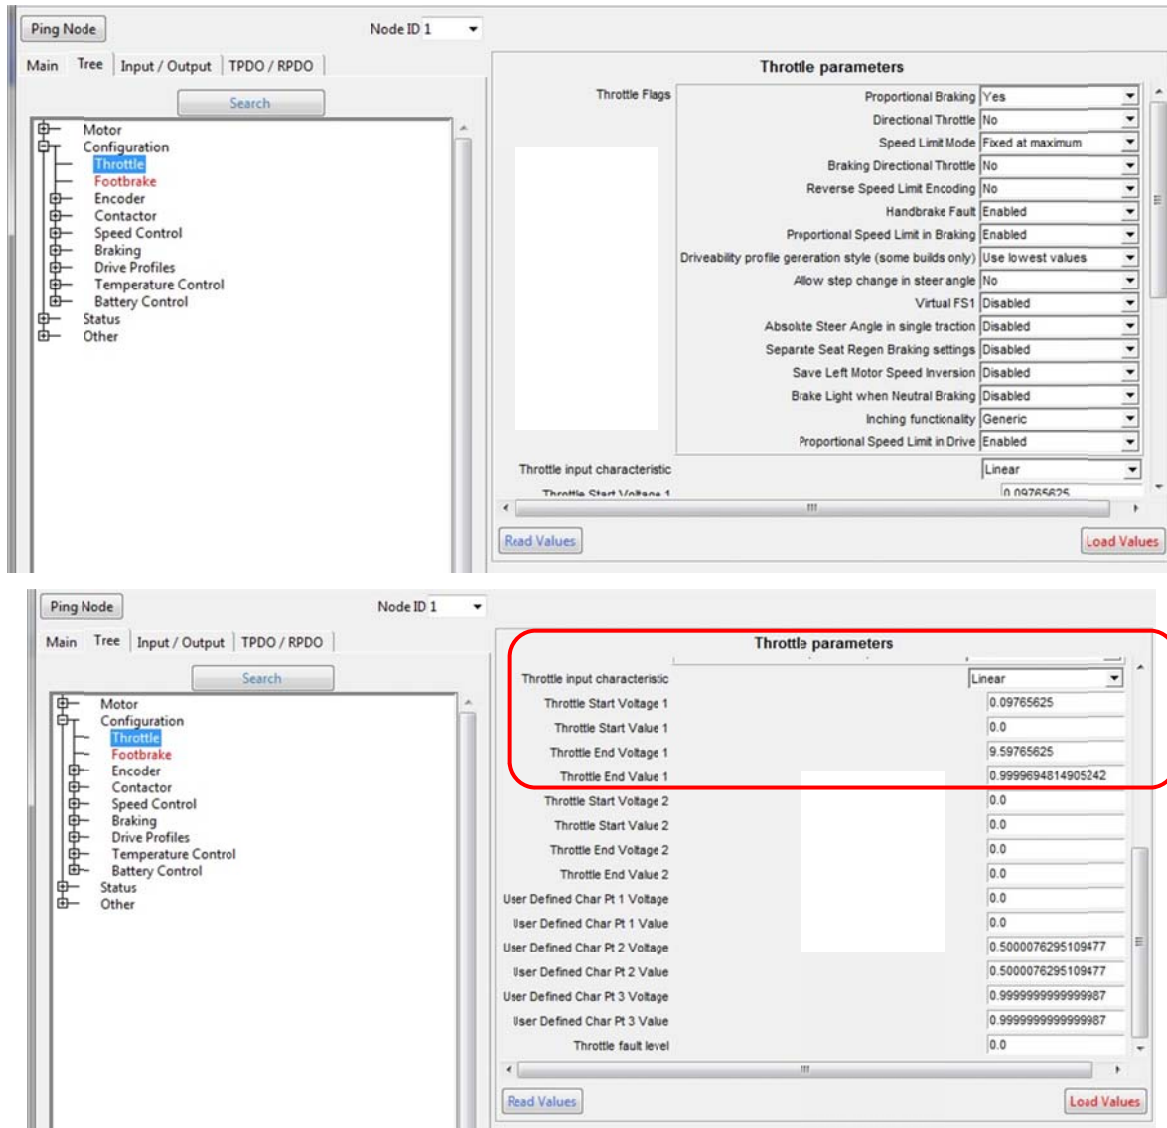 Ping Node
Node ID 1
Main Tree Input / Output TPDO / RPDO
Search
Motor
Configuration
Throttle
Footbrake
Encoder
Contactor
Speed Control
Braking
Drive Profiles
Temperature Control
Battery Control
Status
Other
Throttle parameters
Throttle Flags
Proportional Braking Yes
Directional Throttle No
Speed Limit Mode Fixed at maximum
Braking Directional Throttle No
Reverse Speed Limit Encoding No
Handbrake Fault Enabled
Proportional Speed Limit in Braking Enabled
Driveability profile gereration style (some builds only) Use lowest values
Allow step change in steer angle No
Virtual FS1 Disabled
Absolute Steer Angle in single traction Disabled
Separate Seat Regen Braking settings Disabled
Save Left Motor Speed Inversion Disabled
Brake Light when Neutral Braking Disabled
Inching functionality Generic
Proportional Speed Limit in Drive Enabled
Throttle input characteristic Linear
Throttle Start Voltage 1 0.09765625
Read Values
Load Values
Ping Node
Node ID 1
Main Tree Input / Output TPDO / RPDO
Search
Motor
Configuration
Throttle
Footbrake
Encoder
Contactor
Speed Control
Braking
Drive Profiles
Temperature Control
Battery Control
Status
Other
Throttle parameters
Throttle input characteristic Linear
Throttle Start Voltage 1 0.09765625
Throttle Start Value 1 0.0
Throttle End Voltage 1 9.59765625
Throttle End Value 1 0.9999694814905242
Throttle Start Voltage 2 0.0
Throttle Start Value 2 0.0
Throttle End Voltage 2 0.0
Throttle End Value 2 0.0
User Defined Char Pt 1 Voltage 0.0
User Defined Char Pt 1 Value 0.0
User Defined Char Pt 2 Voltage 0.5000076295109477
User Defined Char Pt 2 Value 0.5000076295109477
User Defined Char Pt 3 Voltage 0.9999999999999987
User Defined Char Pt 3 Value 0.9999999999999987
Throttle fault level 0.0
Read Values
Load Values